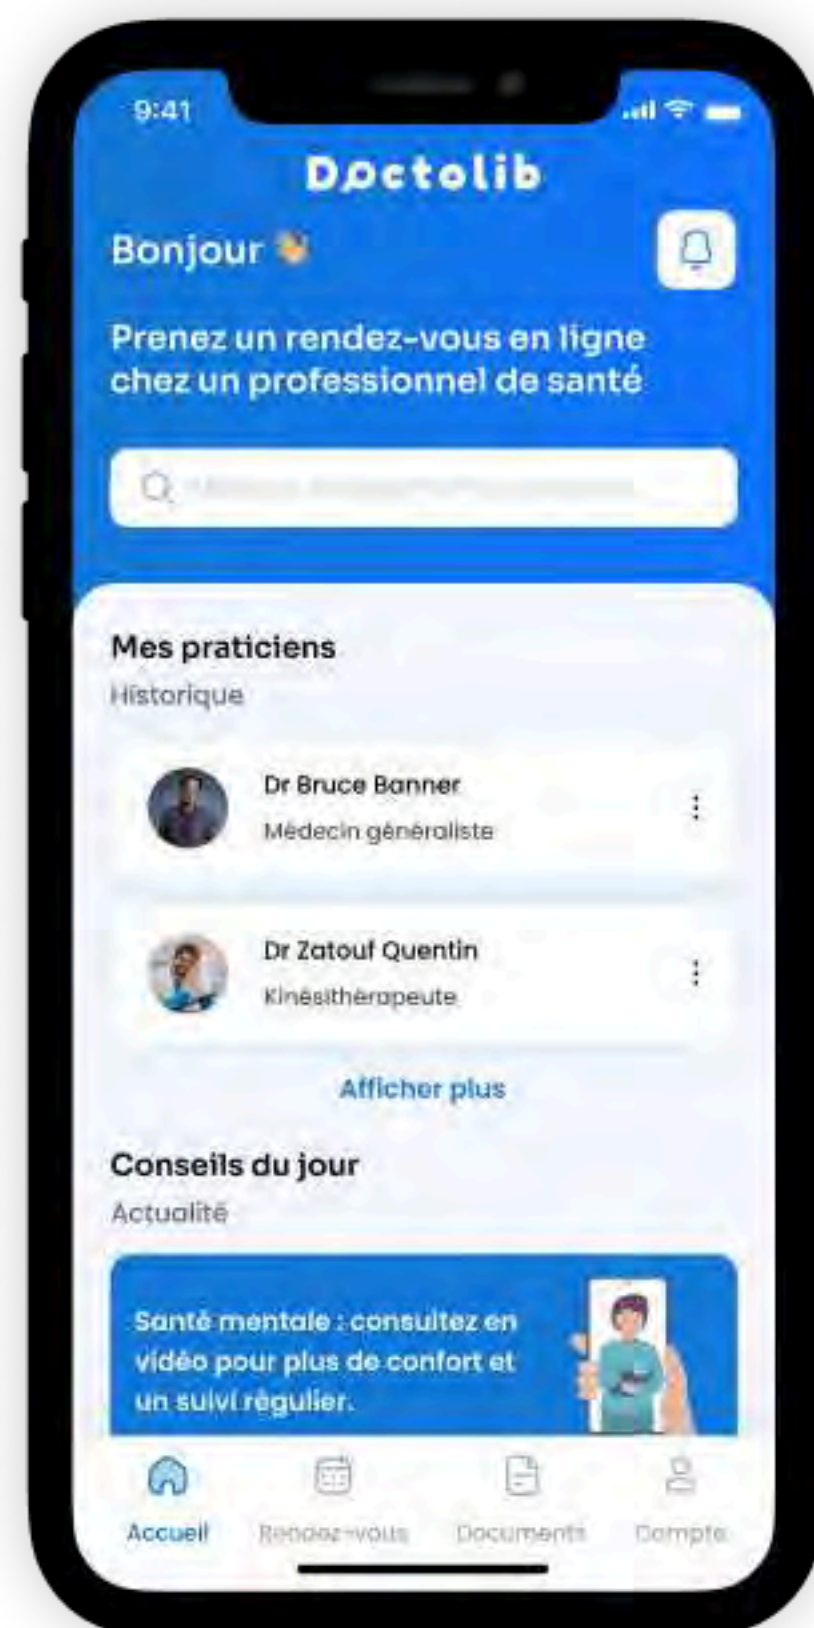 9:41
Doctolib
Bonjour 👋
Prenez un rendez-vous en ligne
chez un professionnel de santé
Mes praticiens
Historique
Dr Bruce Banner
Médecin généraliste
Dr Zatouf Quentin
Kinésithérapeute
Afficher plus
Conseils du jour
Actualité
Santé mentale : consultez en
vidéo pour plus de confort et
un suivi régulier.
Accueil
Rendez-vous
Documents
Compte